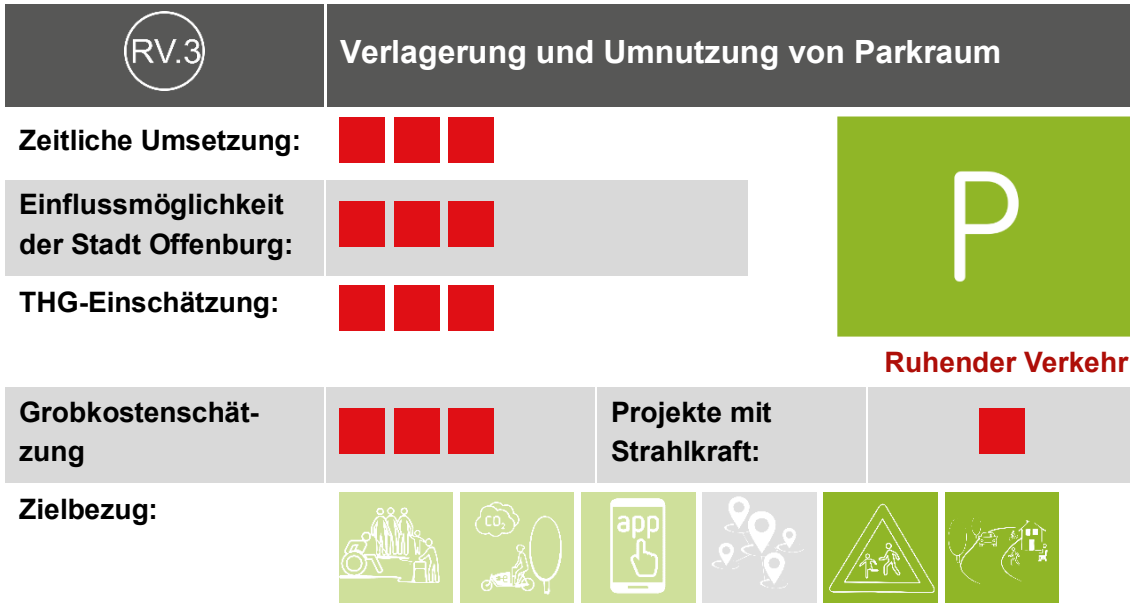 RV.3
Verlagerung und Umnutzung von Parkraum
Zeitliche Umsetzung:
Einflussmöglichkeit
der Stadt Offenburg:
THG-Einschätzung:
P
Ruhender Verkehr
Grobkostenschät-
zung
Projekte mit
Strahlkraft:
Zielbezug:
CO₂
app